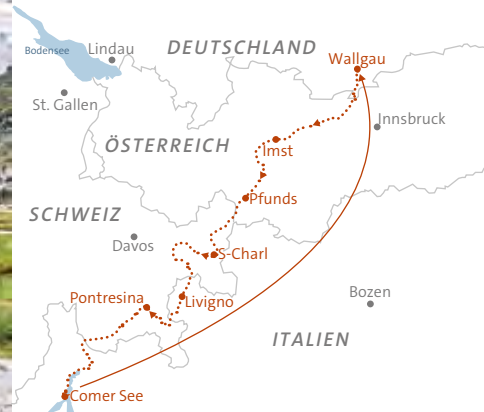 DEUTSCHLAND
Lindau
Bodensee
Wallgau
St. Gallen
Innsbruck
ÖSTERREICH
Imst
Pfunds
SCHWEIZ
Davos
S-Charl
Pontresina
Livigno
Bozen
ITALIEN
Comer See